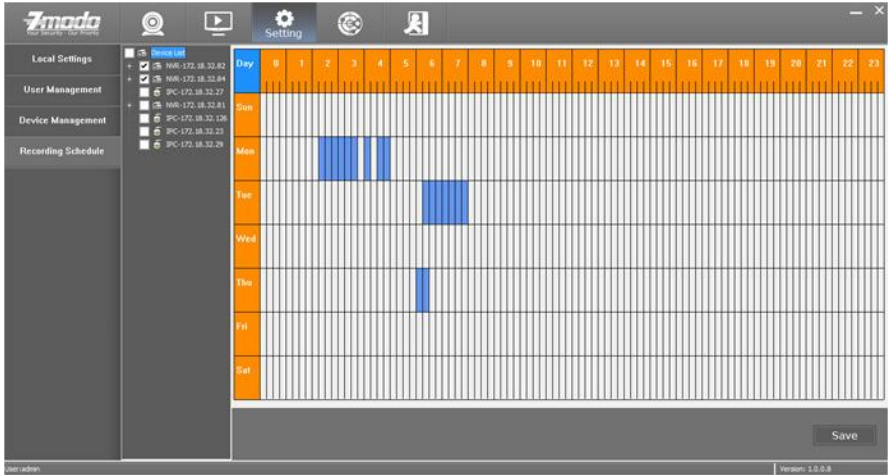 Zmodo
Your Security · Our Priority
Setting
Local Settings
User Management
Device Management
Recording Schedule
Device List
NVR-172.18.32.82
NVR-172.18.32.84
IPC-172.18.32.27
NVR-172.18.32.81
IPC-172.18.32.126
IPC-172.18.32.23
IPC-172.18.32.29
Day 0 1 2 3 4 5 6 7 8 9 10 11 12 13 14 15 16 17 18 19 20 21 22 23
Sun
Mon
Tue
Wed
Thu
Fri
Sat
Save
User:admin
Version: 1.0.0.8